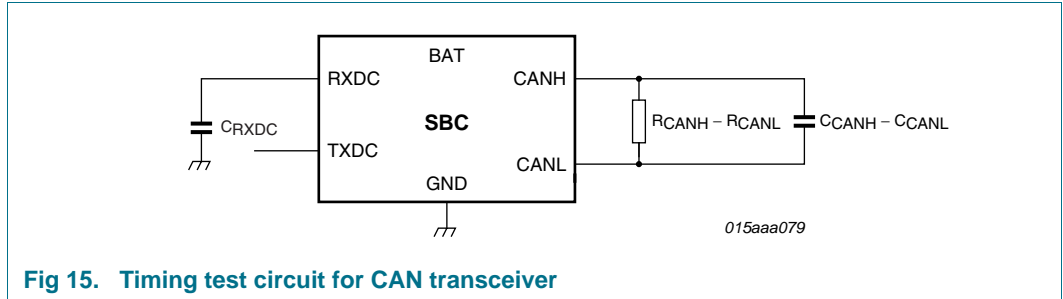 BAT
RXDC
CANH
CRXDC
SBC
RCANH – RCANL
CCANH – CCANL
TXDC
CANL
GND
015aaa079
Fig 15. Timing test circuit for CAN transceiver